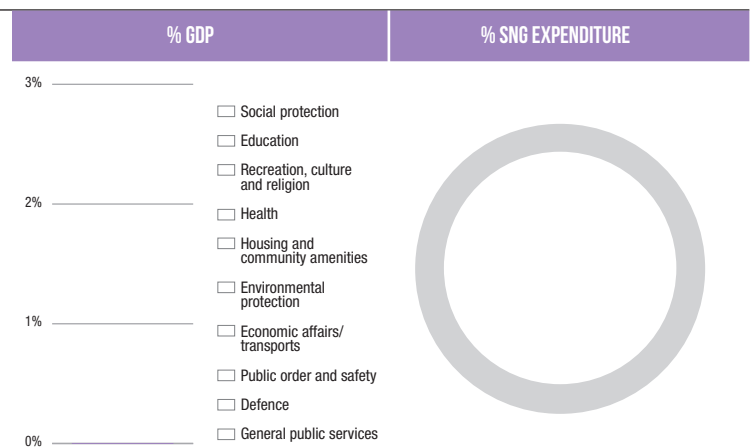 % GDP
% SNG EXPENDITURE
3%
2%
1%
0%
Social protection
Education
Recreation, culture
and religion
Health
Housing and
community amenities
Environmental
protection
Economic affairs/
transports
Public order and safety
Defence
General public services